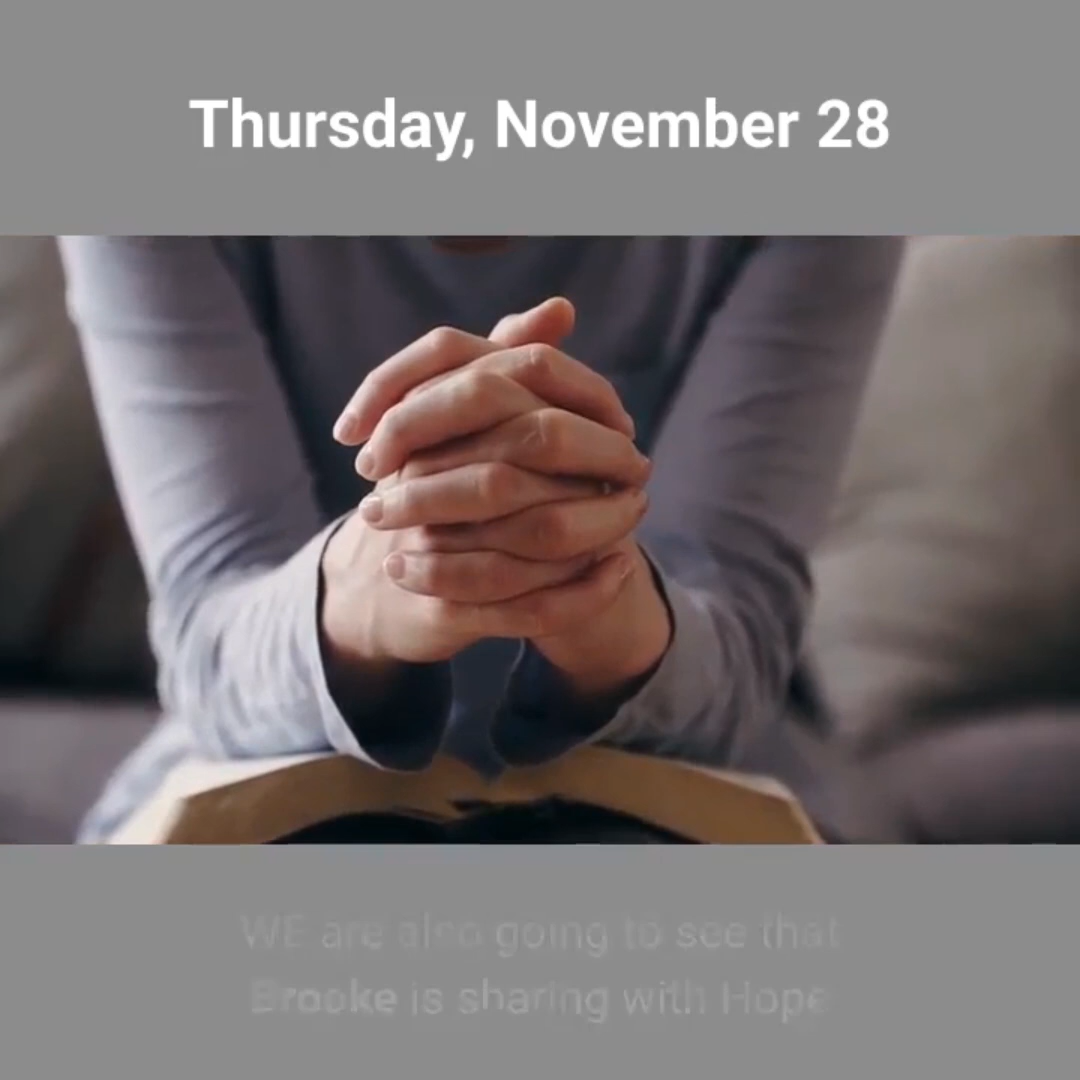 Thursday, November 28
WE are also going to see that
Brooke is sharing with Hope